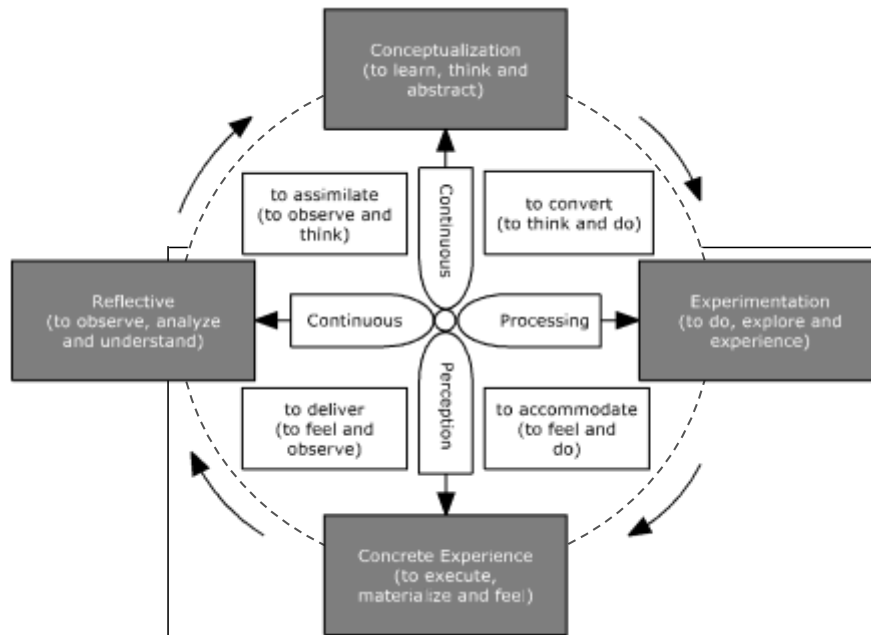 Conceptualization
(to learn, think and
abstract)
to assimilate
(to observe and
think)
Continuous
to convert
(to think and do)
Reflective
(to observe, analyze
and understand)
Continuous
Processing
Experimentation
(to do, explore and
experience)
to deliver
(to feel and
observe)
Perception
to accommodate
(to feel and
do)
Concrete Experience
(to execute,
materialize and feel)